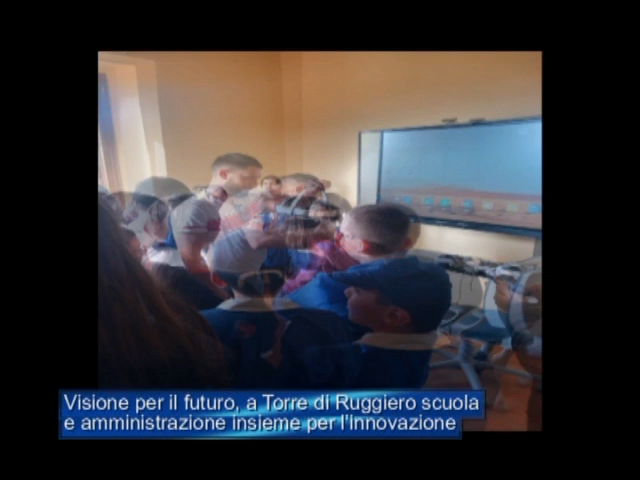 Visione per il futuro, a Torre di Ruggiero scuola
e amministrazione insieme per l'innovazione